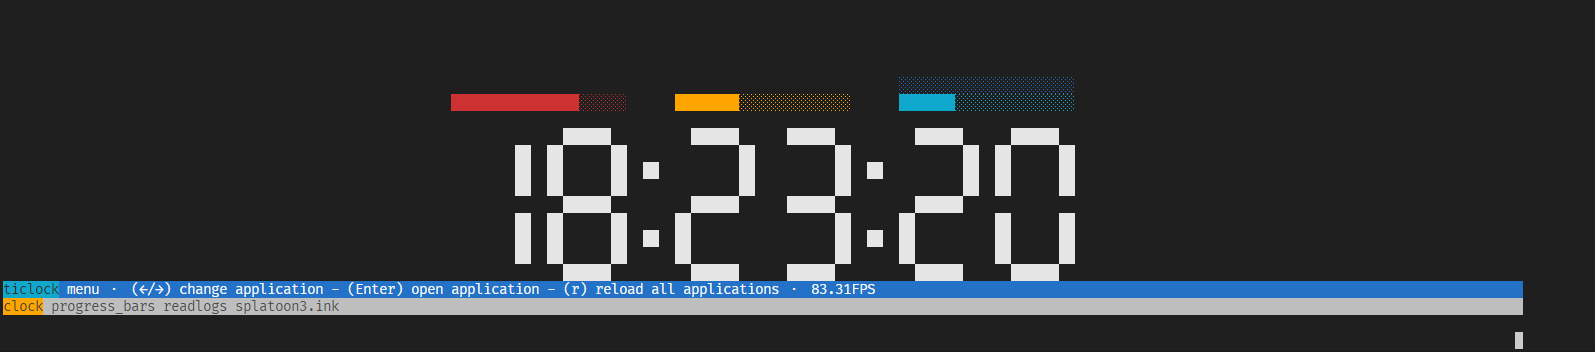 18:23:20
ticlock menu · (←/→) change application – (Enter) open application – (r) reload all applications · 83.31FPS
clock progress_bars readlogs splatoon3.ink